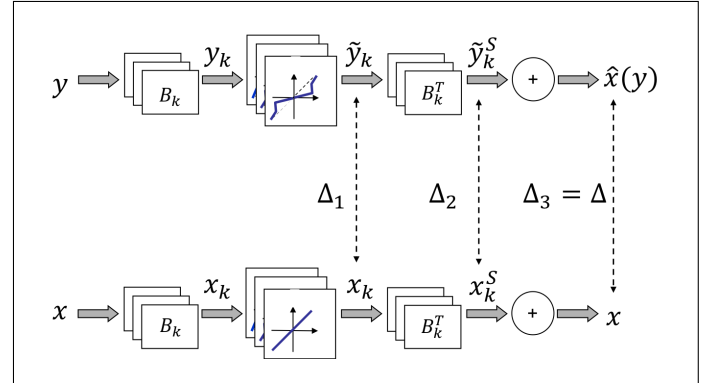 y B_k y_k ỹ_k B_k^T ỹ_k^S + x̂(y)
Δ_1 Δ_2 Δ_3 = Δ
x B_k x_k x_k B_k^T x_k^S + x